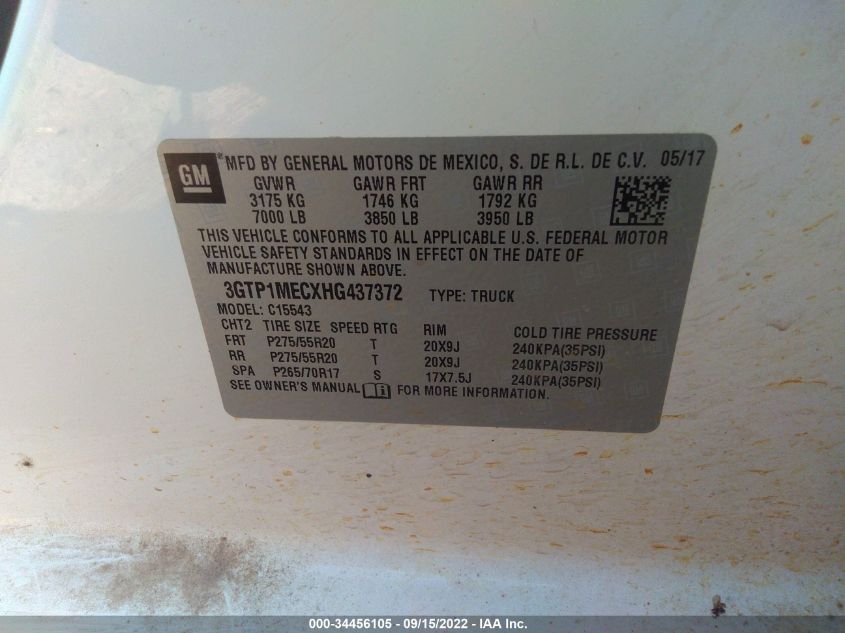 GM ® MFD BY GENERAL MOTORS DE MEXICO, S. DE R.L. DE C.V. 05/17
GVWR GAWR FRT GAWR RR
3175 KG 1746 KG 1792 KG
7000 LB 3850 LB 3950 LB
THIS VEHICLE CONFORMS TO ALL APPLICABLE U.S. FEDERAL MOTOR
VEHICLE SAFETY STANDARDS IN EFFECT ON THE DATE OF
MANUFACTURE SHOWN ABOVE.
3GTP1MECXHG437372 TYPE: TRUCK
MODEL: C15543
CHT2 TIRE SIZE SPEED RTG RIM COLD TIRE PRESSURE
FRT P275/55R20 T 20X9J 240KPA(35PSI)
RR P275/55R20 T 20X9J 240KPA(35PSI)
SPA P265/70R17 S 17X7.5J 240KPA(35PSI)
SEE OWNER'S MANUAL FOR MORE INFORMATION.
000-34456105 - 09/15/2022 - IAA Inc.